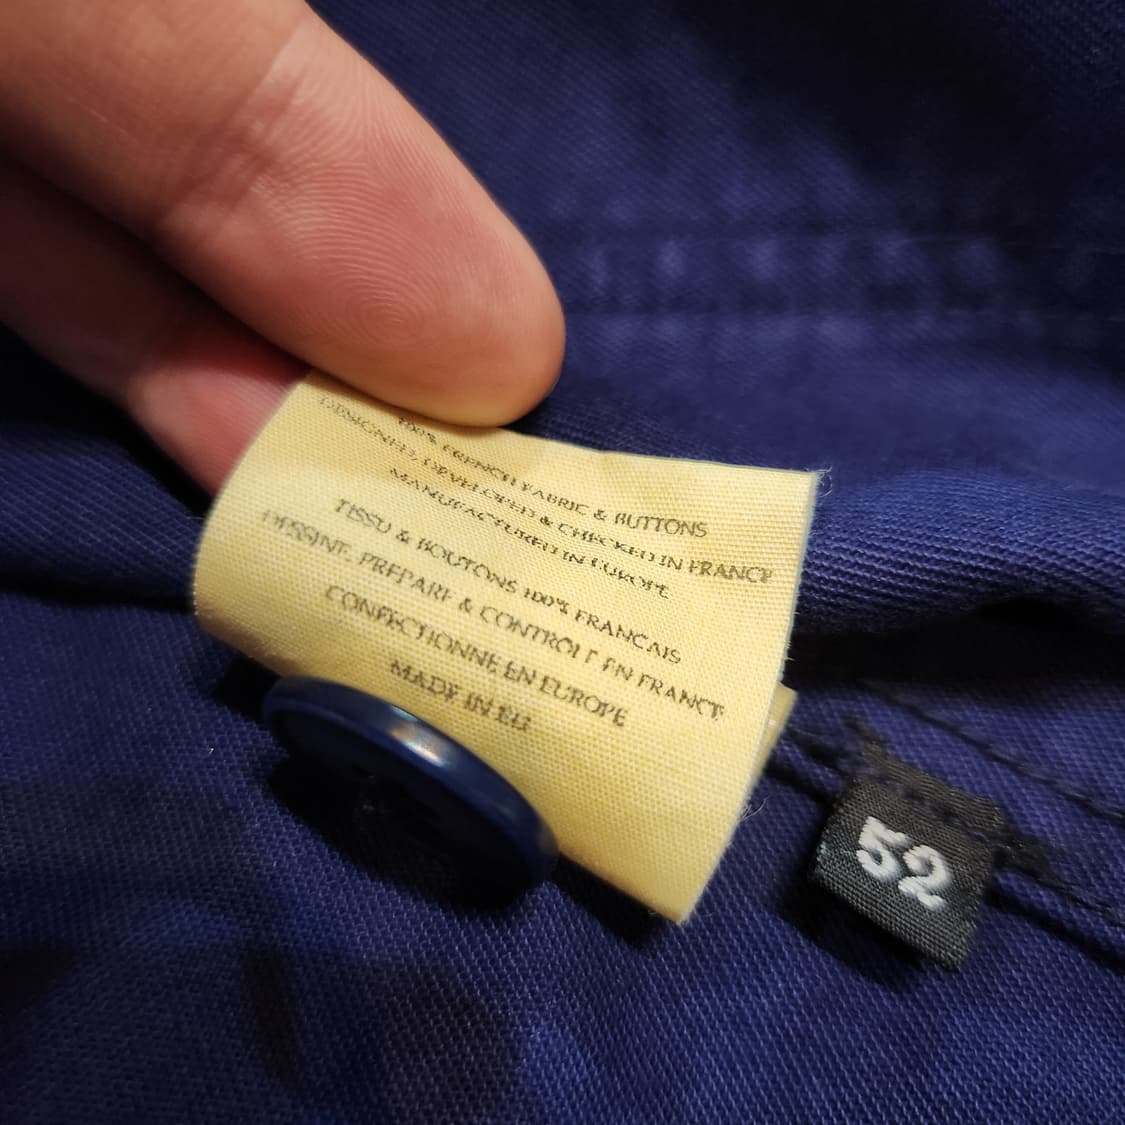 100% FRENCH FABRIC & BUTTONS
DESIGNED, DEVELOPED & CHECKED IN FRANCE
MANUFACTURED IN EUROPE
TISSU & BOUTONS 100% FRANCAIS
DESSINE, PREPARE & CONTROLE EN FRANCE
CONFECTIONNE EN EUROPE
MADE IN EU
52